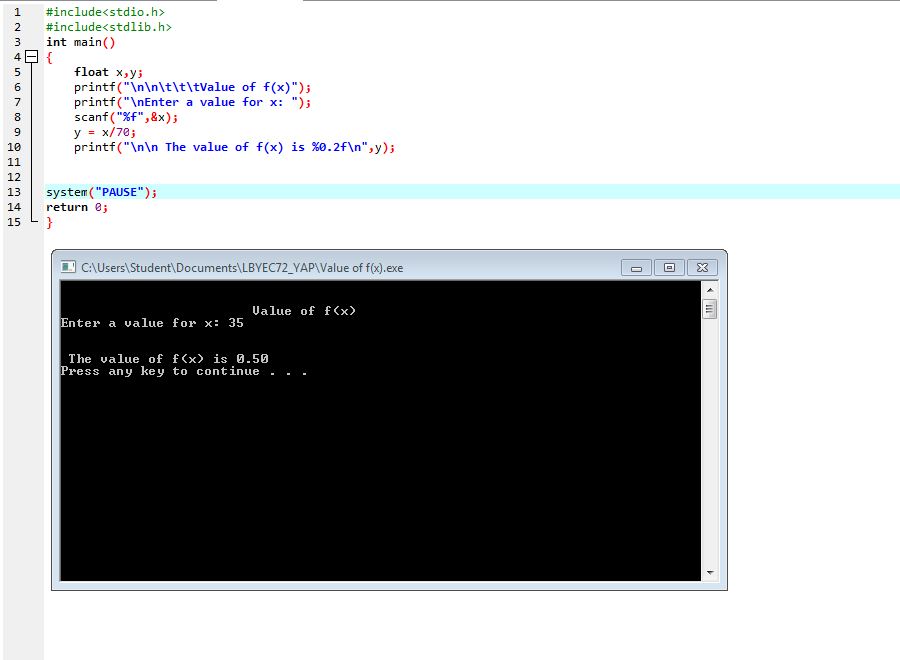 1 #include<stdio.h>
2 #include<stdlib.h>
3 int main()
4 {
5 float x,y;
6 printf("\n\n\t\t\tValue of f(x)");
7 printf("\nEnter a value for x: ");
8 scanf("%f",&x);
9 y = x/70;
10 printf("\n\n The value of f(x) is %0.2f\n",y);
11
12
13 system("PAUSE");
14 return 0;
15 }
C:\Users\Student\Documents\LBYEC72_YAP\Value of f(x).exe
Value of f(x)
Enter a value for x: 35
The value of f(x) is 0.50
Press any key to continue . . .